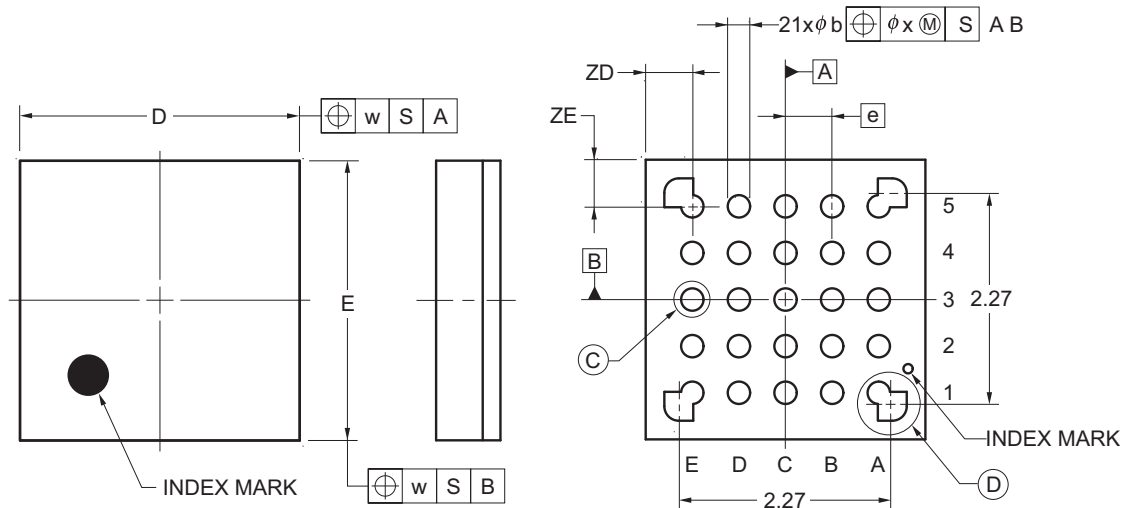 21xϕb ⌖ ϕx Ⓜ S A B
ZD
A
D
ZE
e
⌖ w S A
5
4
B
E
3
2.27
C
2
1
INDEX MARK
E D C B A
D
INDEX MARK
⌖ w S B
2.27